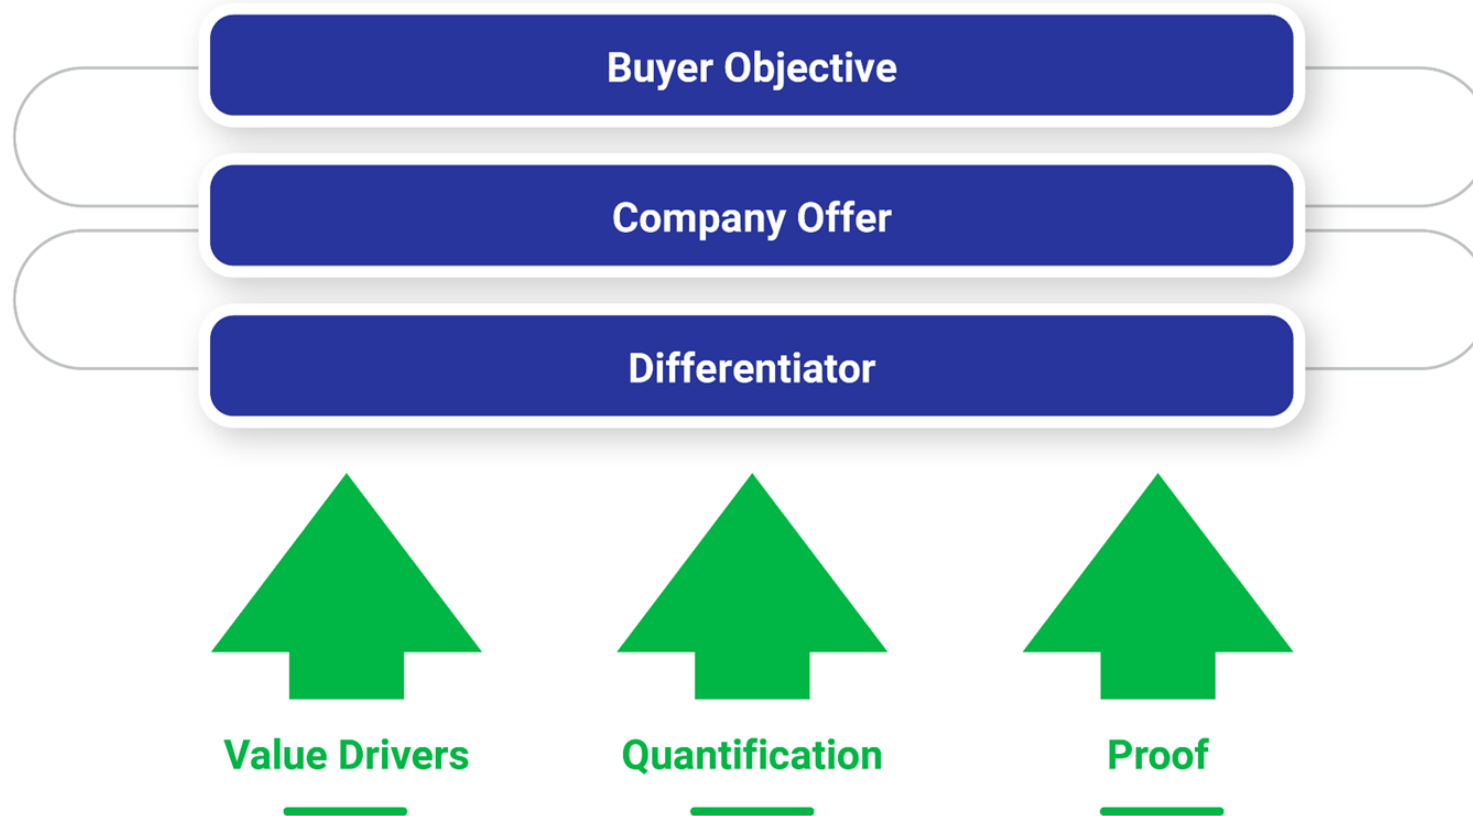 Buyer Objective
Company Offer
Differentiator
Value Drivers
Quantification
Proof